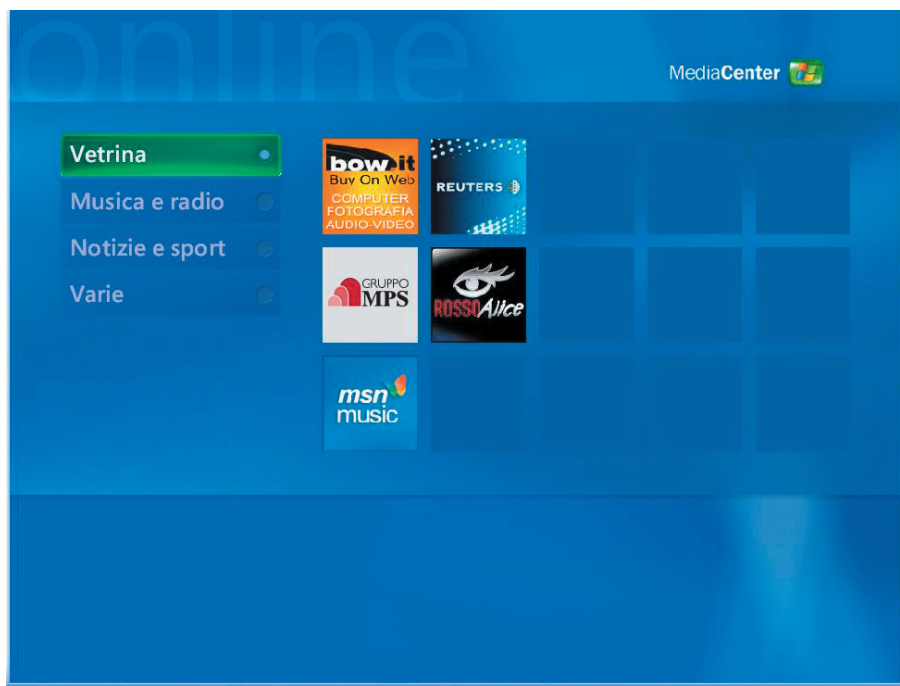 online
MediaCenter
Vetrina
Musica e radio
Notizie e sport
Varie
bow.it
Buy On Web
COMPUTER
FOTOGRAFIA
AUDIO-VIDEO
REUTERS
GRUPPO
MPS
ROSSOAlice
msn
music